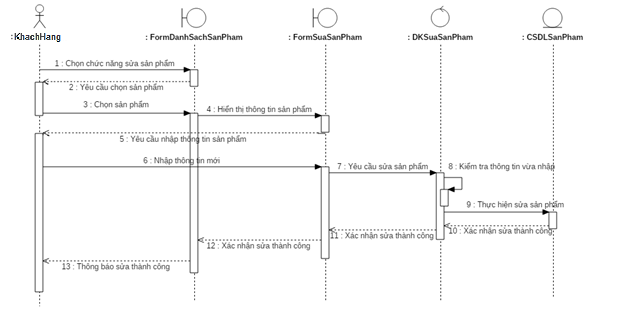 :KhachHang
: FormDanhSachSanPham
: FormSuaSanPham
: DKSuaSanPham
: CSDLSanPham
1 : Chọn chức năng sửa sản phẩm
2 : Yêu cầu chọn sản phẩm
3 : Chọn sản phẩm
4 : Hiển thị thông tin sản phẩm
5 : Yêu cầu nhập thông tin sản phẩm
6 : Nhập thông tin mới
7 : Yêu cầu sửa sản phẩm
8 : Kiểm tra thông tin vừa nhập
9 : Thực hiện sửa sản phẩm
10 : Xác nhận sửa thành công
11 : Xác nhận sửa thành công
12 : Xác nhận sửa thành công
13 : Thông báo sửa thành công